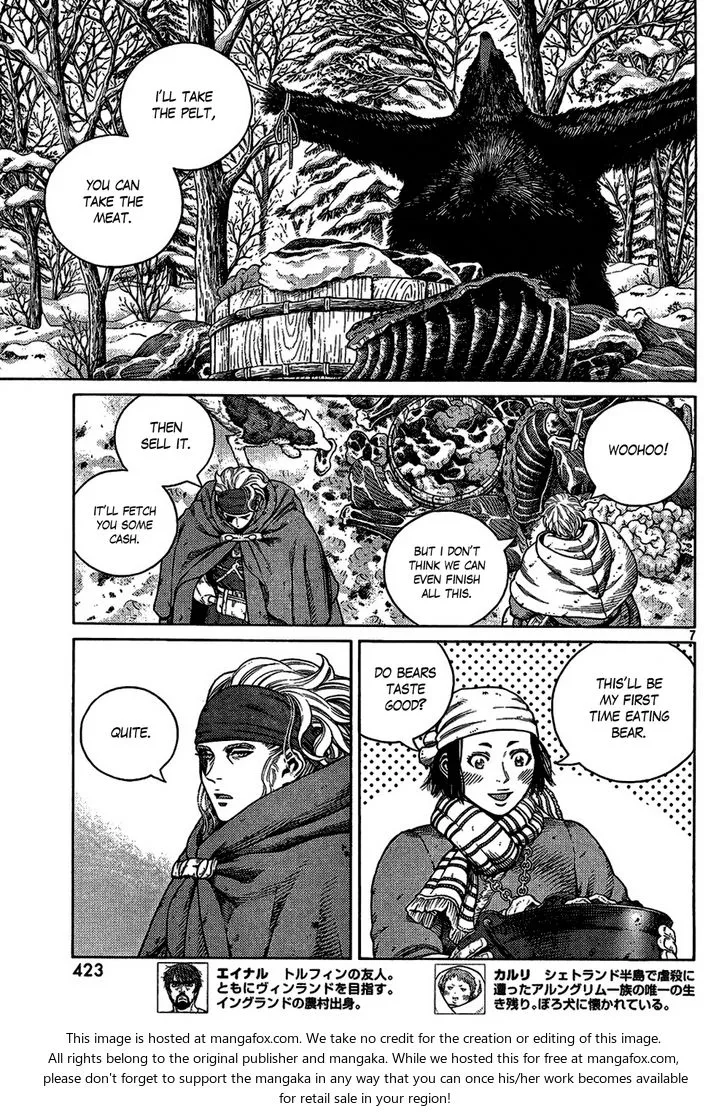 I'LL TAKE
THE PELT,
YOU CAN
TAKE THE
MEAT.
WOOHOO!
BUT I DON'T
THINK WE CAN
EVEN FINISH
ALL THIS.
THEN
SELL IT.
IT'LL FETCH
YOU SOME
CASH.
7
THIS'LL BE
MY FIRST
TIME EATING
BEAR.
DO BEARS
TASTE
GOOD?
QUITE.
423
エイナル トルフィンの友人。
ともにヴィンランドを目指す。
イングランドの農村出身。
カルリ シェトランド半島で虐殺に
遭ったアルングリム一族の唯一の生
き残り。ぼろ犬に懐かれている。
This image is hosted at mangafox.com. We take no credit for the creation or editing of this image.
All rights belong to the original publisher and mangaka. While we hosted this for free at mangafox.com,
please don't forget to support the mangaka in any way that you can once his/her work becomes available
for retail sale in your region!